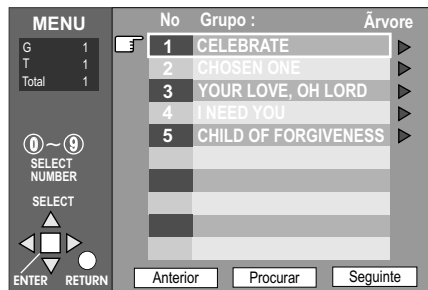 MENU
G 1
T 1
Total 1
⓪~⑨
SELECT
NUMBER
SELECT
ENTER RETURN
No Grupo : Ãrvore
1 CELEBRATE
2 CHOSEN ONE
3 YOUR LOVE, OH LORD
4 I NEED YOU
5 CHILD OF FORGIVENESS
Anterior Procurar Seguinte